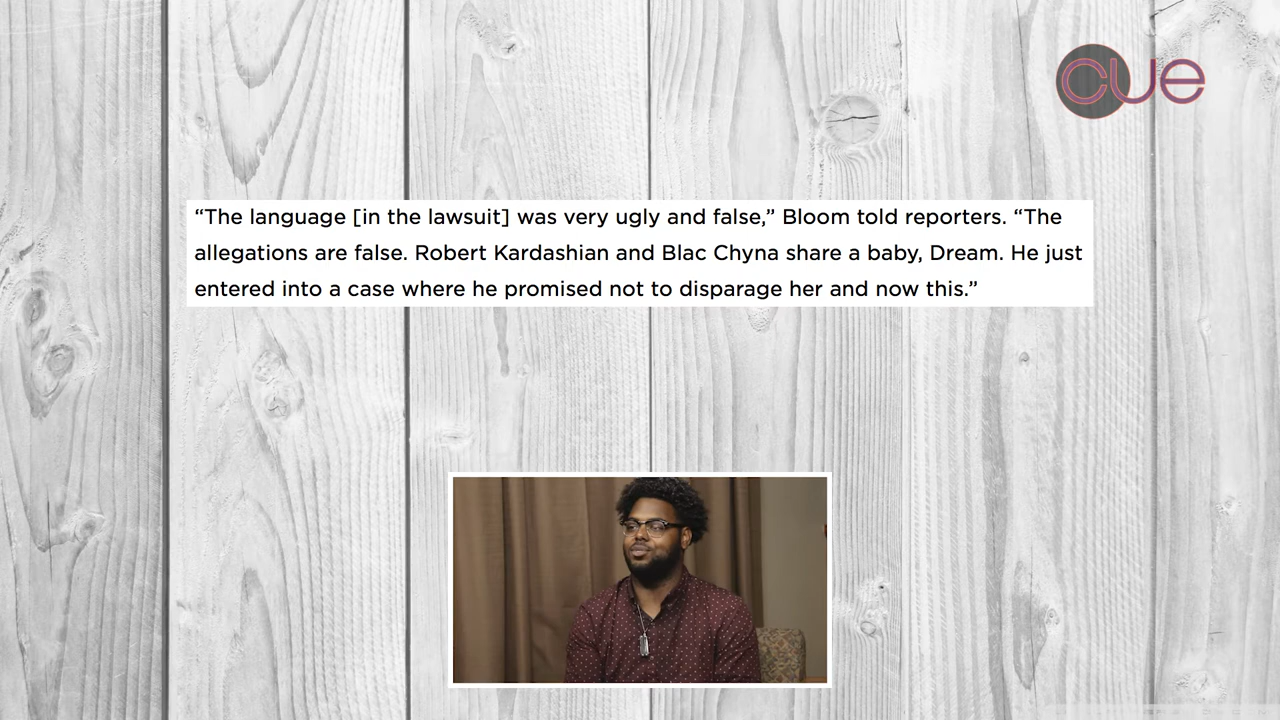 cue
“The language [in the lawsuit] was very ugly and false,” Bloom told reporters. “The
allegations are false. Robert Kardashian and Blac Chyna share a baby, Dream. He just
entered into a case where he promised not to disparage her and now this.”